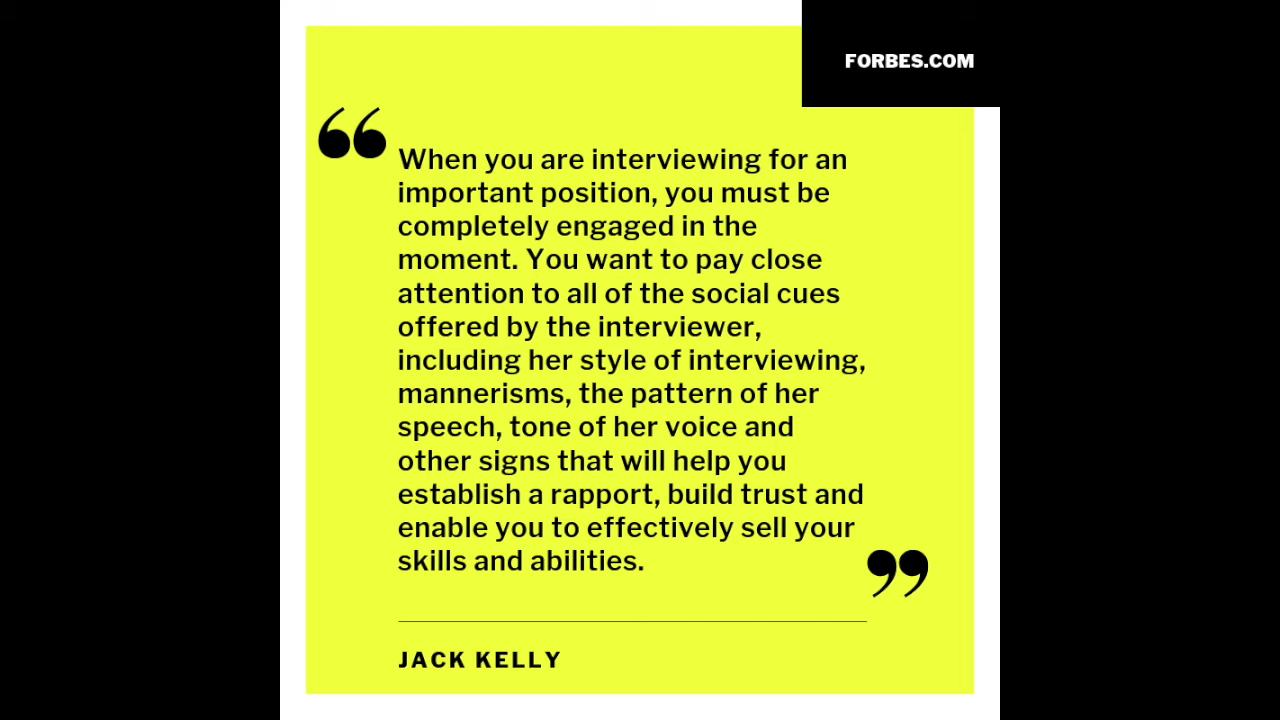 FORBES.COM
“
When you are interviewing for an
important position, you must be
completely engaged in the
moment. You want to pay close
attention to all of the social cues
offered by the interviewer,
including her style of interviewing,
mannerisms, the pattern of her
speech, tone of her voice and
other signs that will help you
establish a rapport, build trust and
enable you to effectively sell your
skills and abilities.
”
JACK KELLY